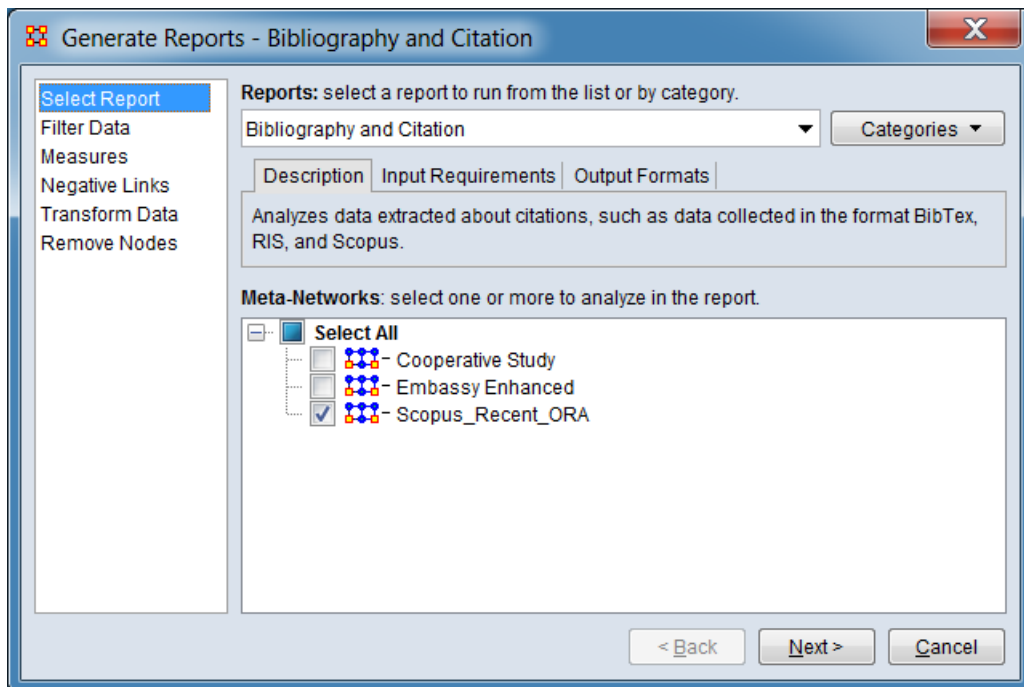 Generate Reports - Bibliography and Citation
X
Select Report
Filter Data
Measures
Negative Links
Transform Data
Remove Nodes
Reports: select a report to run from the list or by category.
Bibliography and Citation
Categories
Description Input Requirements Output Formats
Analyzes data extracted about citations, such as data collected in the format BibTex,
RIS, and Scopus.
Meta-Networks: select one or more to analyze in the report.
Select All
Cooperative Study
Embassy Enhanced
Scopus_Recent_ORA
< Back Next > Cancel